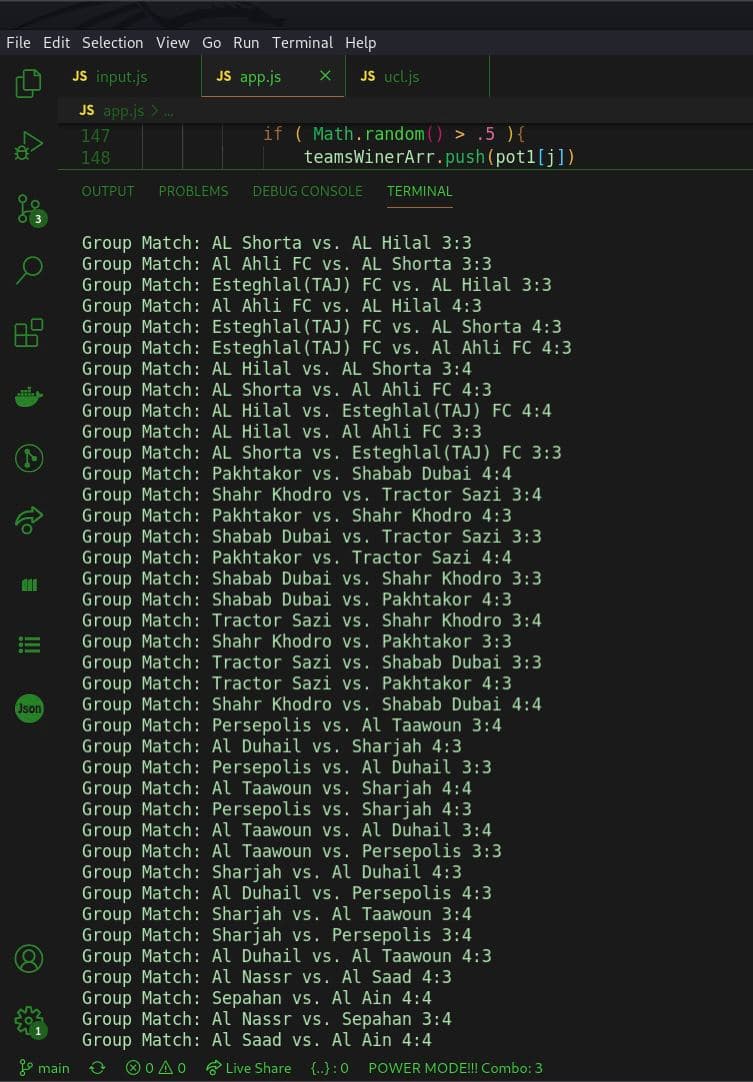 File Edit Selection View Go Run Terminal Help
JS input.js JS app.js × JS ucl.js
JS app.js > ...
147 if ( Math.random() > .5 ){
148 teamsWinerArr.push(pot1[j])
OUTPUT PROBLEMS DEBUG CONSOLE TERMINAL
3
Group Match: AL Shorta vs. AL Hilal 3:3
Group Match: Al Ahli FC vs. AL Shorta 3:3
Group Match: Esteghlal(TAJ) FC vs. AL Hilal 3:3
Group Match: Al Ahli FC vs. AL Hilal 4:3
Group Match: Esteghlal(TAJ) FC vs. AL Shorta 4:3
Group Match: Esteghlal(TAJ) FC vs. Al Ahli FC 4:3
Group Match: AL Hilal vs. AL Shorta 3:4
Group Match: AL Shorta vs. Al Ahli FC 4:3
Group Match: AL Hilal vs. Esteghlal(TAJ) FC 4:4
Group Match: AL Hilal vs. Al Ahli FC 3:3
Group Match: AL Shorta vs. Esteghlal(TAJ) FC 3:3
Group Match: Pakhtakor vs. Shabab Dubai 4:4
Group Match: Shahr Khodro vs. Tractor Sazi 3:4
Group Match: Pakhtakor vs. Shahr Khodro 4:3
Group Match: Shabab Dubai vs. Tractor Sazi 3:3
Group Match: Pakhtakor vs. Tractor Sazi 4:4
Group Match: Shabab Dubai vs. Shahr Khodro 3:3
Group Match: Shabab Dubai vs. Pakhtakor 4:3
Group Match: Tractor Sazi vs. Shahr Khodro 3:4
Group Match: Shahr Khodro vs. Pakhtakor 3:3
Group Match: Tractor Sazi vs. Shabab Dubai 3:3
Group Match: Tractor Sazi vs. Pakhtakor 4:3
Group Match: Shahr Khodro vs. Shabab Dubai 4:4
Json
Group Match: Persepolis vs. Al Taawoun 3:4
Group Match: Al Duhail vs. Sharjah 4:3
Group Match: Persepolis vs. Al Duhail 3:3
Group Match: Al Taawoun vs. Sharjah 4:4
Group Match: Persepolis vs. Sharjah 4:3
Group Match: Al Taawoun vs. Al Duhail 3:4
Group Match: Al Taawoun vs. Persepolis 3:3
Group Match: Sharjah vs. Al Duhail 4:3
Group Match: Al Duhail vs. Persepolis 4:3
Group Match: Sharjah vs. Al Taawoun 3:4
Group Match: Sharjah vs. Persepolis 3:4
Group Match: Al Duhail vs. Al Taawoun 4:3
Group Match: Al Nassr vs. Al Saad 4:3
Group Match: Sepahan vs. Al Ain 4:4
Group Match: Al Nassr vs. Sepahan 3:4
1
Group Match: Al Saad vs. Al Ain 4:4
main 0 0 Live Share {..} : 0 POWER MODE!!! Combo: 3